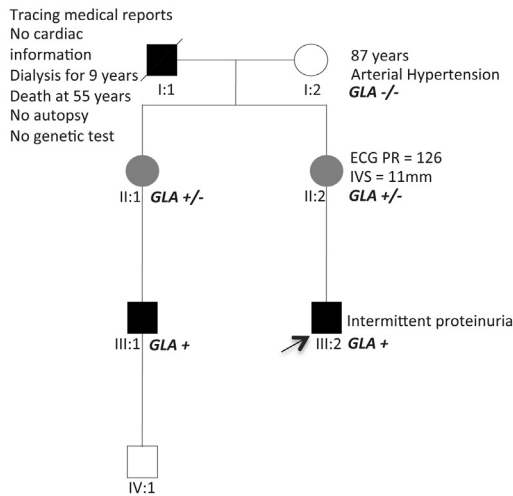 Tracing medical reports
No cardiac
information
Dialysis for 9 years
Death at 55 years
No autopsy
No genetic test
I:1
I:2
87 years
Arterial Hypertension
GLA -/-
II:1 GLA +/-
ECG PR = 126
IVS = 11mm
II:2 GLA +/-
III:1 GLA +
Intermittent proteinuria
III:2 GLA +
IV:1